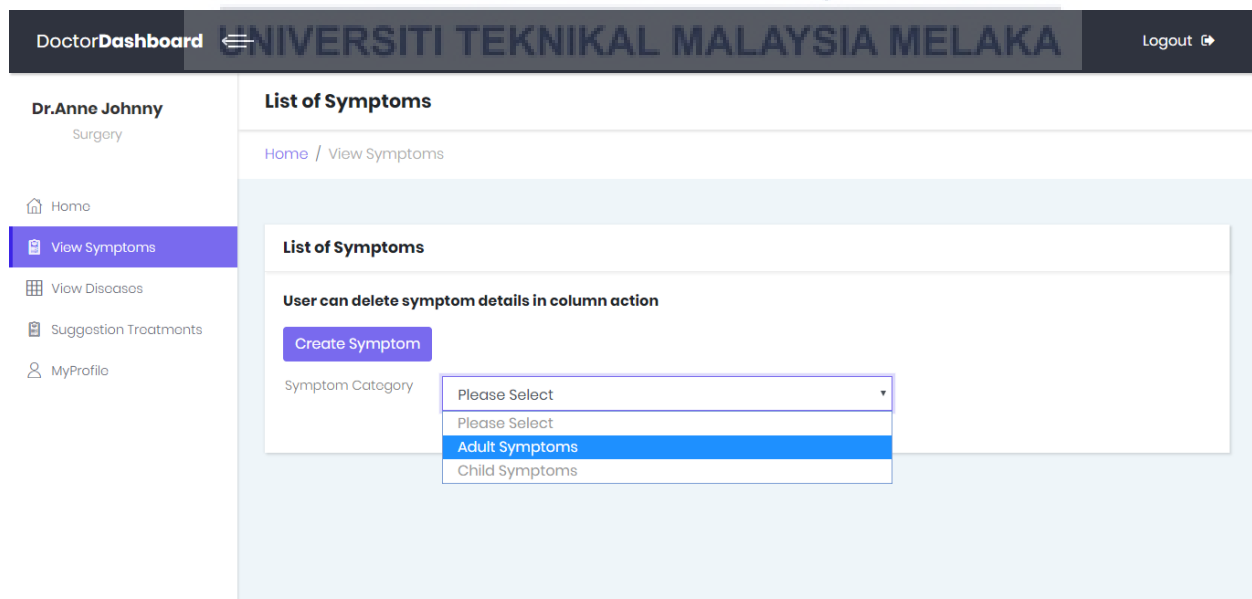 DoctorDashboard
UNIVERSITI TEKNIKAL MALAYSIA MELAKA
Logout
Dr.Anne Johnny
Surgery
Home
View Symptoms
View Diseases
Suggestion Treatments
MyProfile
List of Symptoms
Home / View Symptoms
List of Symptoms
User can delete symptom details in column action
Create Symptom
Symptom Category
Please Select
Please Select
Adult Symptoms
Child Symptoms